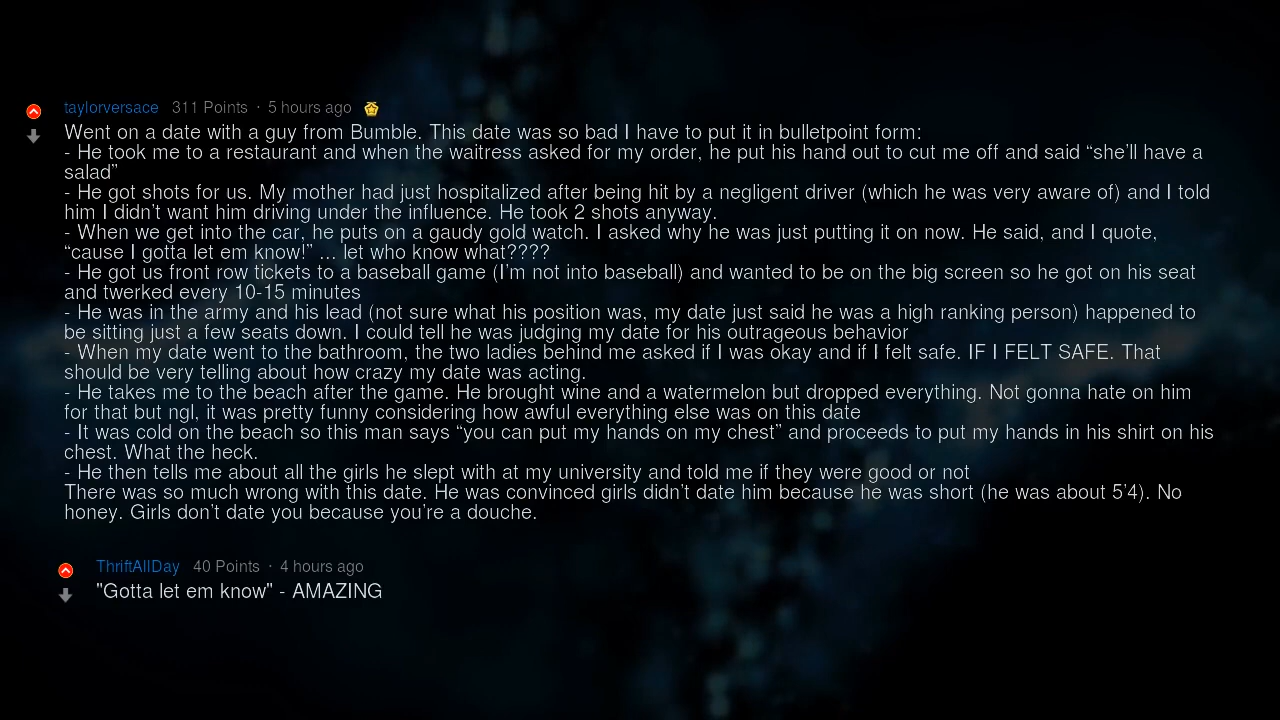 taylorversace 311 Points · 5 hours ago
Went on a date with a guy from Bumble. This date was so bad I have to put it in bulletpoint form:
- He took me to a restaurant and when the waitress asked for my order, he put his hand out to cut me off and said “she’ll have a
salad”
- He got shots for us. My mother had just hospitalized after being hit by a negligent driver (which he was very aware of) and I told
him I didn’t want him driving under the influence. He took 2 shots anyway.
- When we get into the car, he puts on a gaudy gold watch. I asked why he was just putting it on now. He said, and I quote,
“cause I gotta let em know!” ... let who know what????
- He got us front row tickets to a baseball game (I’m not into baseball) and wanted to be on the big screen so he got on his seat
and twerked every 10-15 minutes
- He was in the army and his lead (not sure what his position was, my date just said he was a high ranking person) happened to
be sitting just a few seats down. I could tell he was judging my date for his outrageous behavior
- When my date went to the bathroom, the two ladies behind me asked if I was okay and if I felt safe. IF I FELT SAFE. That
should be very telling about how crazy my date was acting.
- He takes me to the beach after the game. He brought wine and a watermelon but dropped everything. Not gonna hate on him
for that but ngl, it was pretty funny considering how awful everything else was on this date
- It was cold on the beach so this man says “you can put my hands on my chest” and proceeds to put my hands in his shirt on his
chest. What the heck.
- He then tells me about all the girls he slept with at my university and told me if they were good or not
There was so much wrong with this date. He was convinced girls didn’t date him because he was short (he was about 5’4). No
honey. Girls don’t date you because you’re a douche.
ThriftAllDay 40 Points · 4 hours ago
"Gotta let em know" - AMAZING